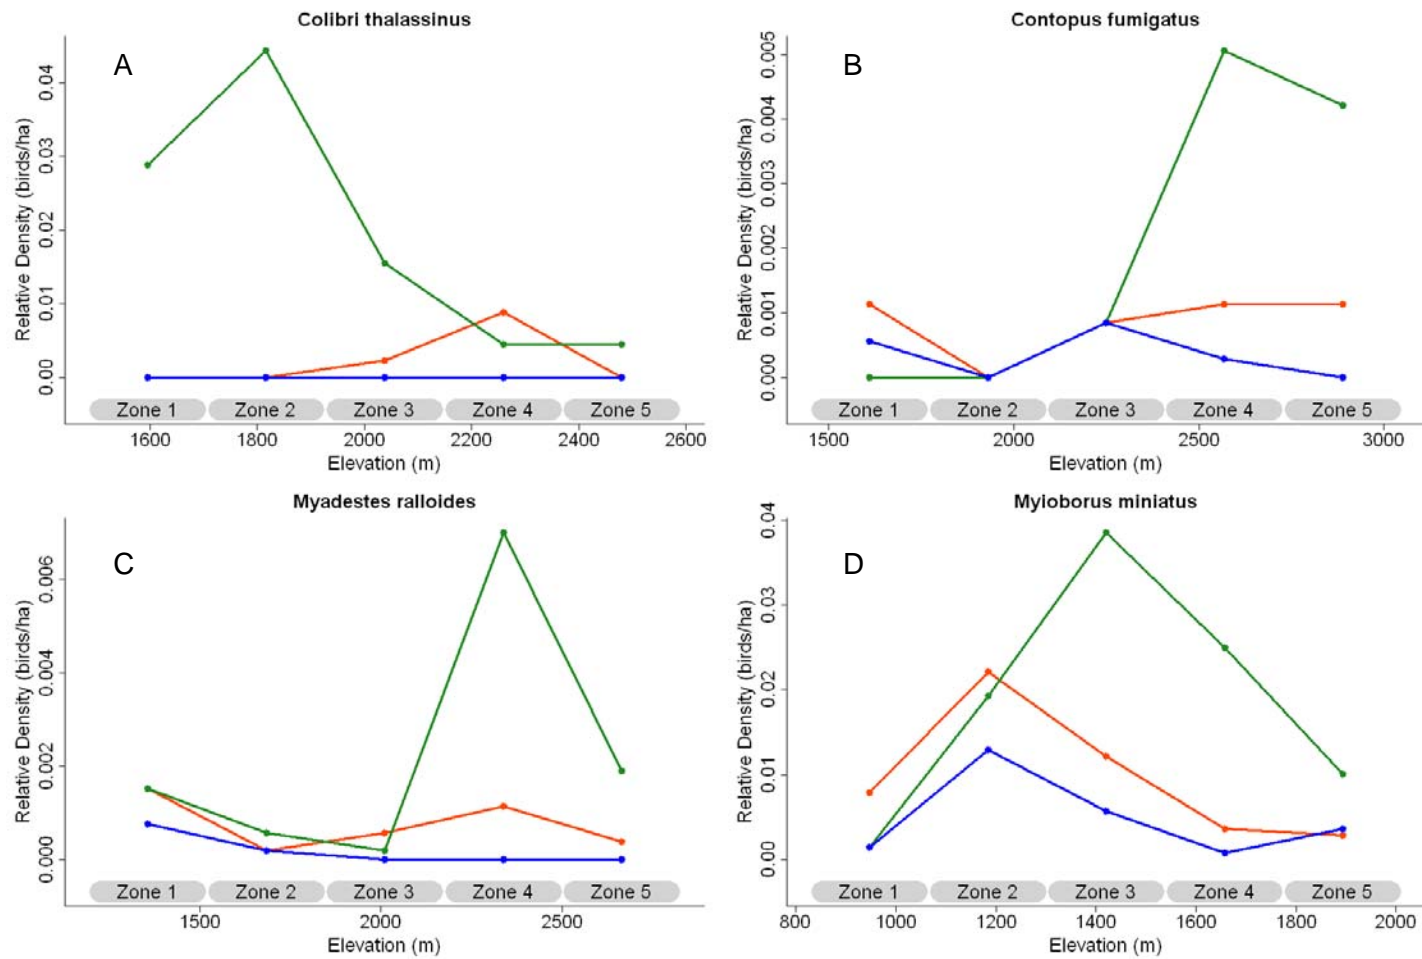 Colibri thalassinus
A
Relative Density (birds/ha)
0.04
0.03
0.02
0.01
0.00
Zone 1 Zone 2 Zone 3 Zone 4 Zone 5
1600 1800 2000 2200 2400 2600
Elevation (m)
Contopus fumigatus
B
Relative Density (birds/ha)
0.005
0.004
0.003
0.002
0.001
0.000
Zone 1 Zone 2 Zone 3 Zone 4 Zone 5
1500 2000 2500 3000
Elevation (m)
Myadestes ralloides
C
Relative Density (birds/ha)
0.006
0.004
0.002
0.000
Zone 1 Zone 2 Zone 3 Zone 4 Zone 5
1500 2000 2500
Elevation (m)
Myioborus miniatus
D
Relative Density (birds/ha)
0.04
0.03
0.02
0.01
0.00
Zone 1 Zone 2 Zone 3 Zone 4 Zone 5
800 1000 1200 1400 1600 1800 2000
Elevation (m)